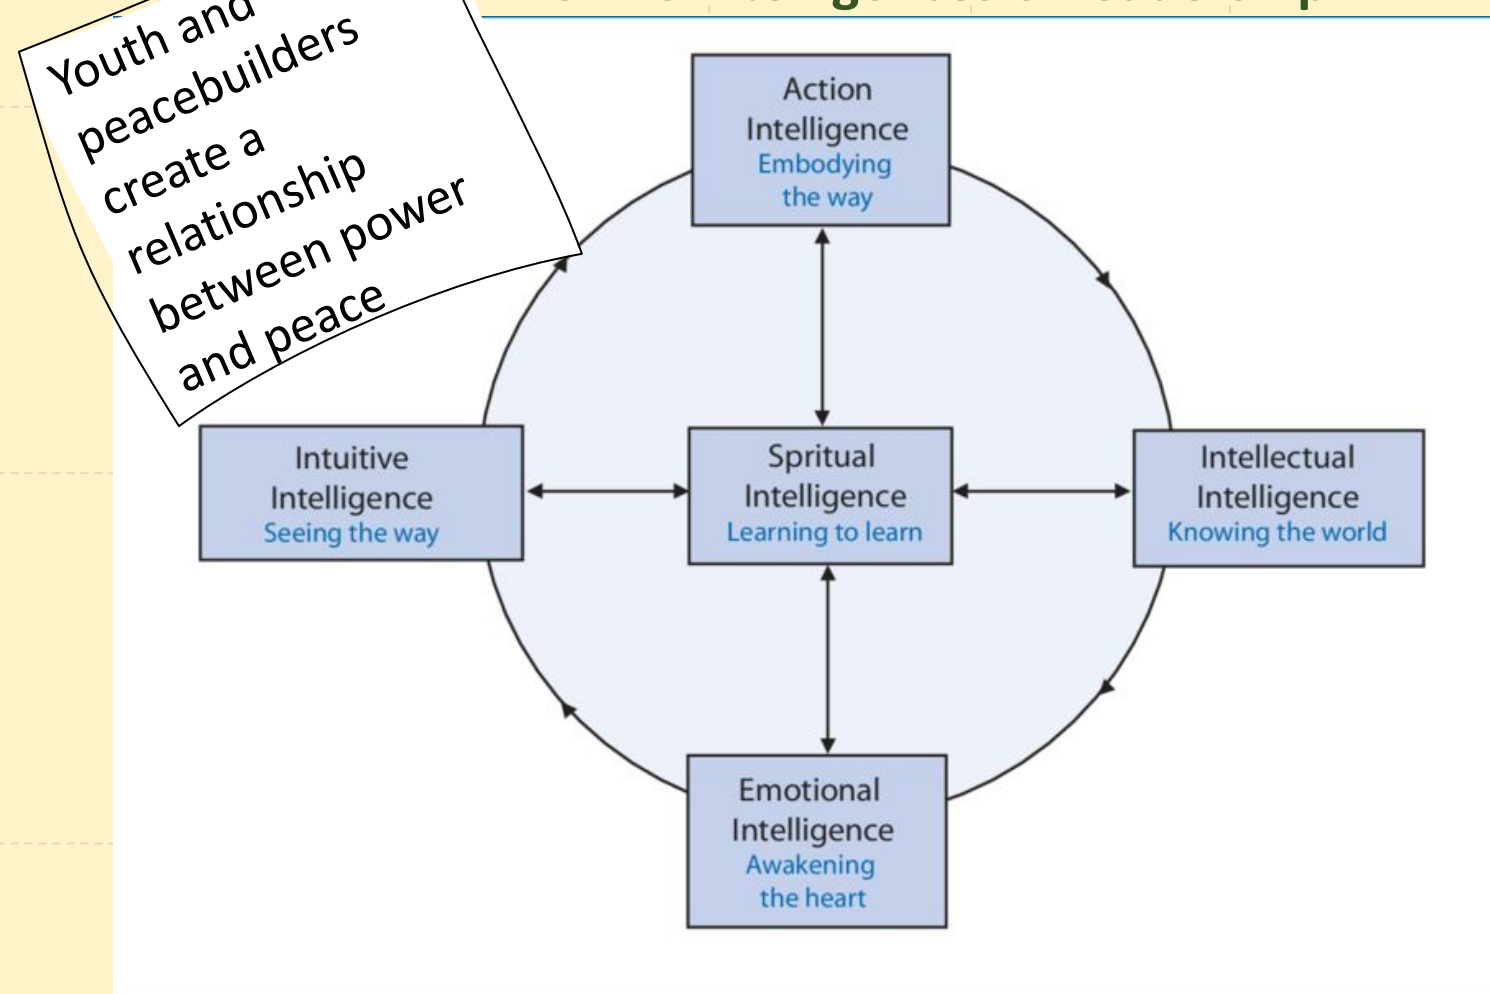 Youth and
peacebuilders
create a
relationship
between power
and peace
Action
Intelligence
Embodying
the way
Intuitive
Intelligence
Seeing the way
Spritual
Intelligence
Learning to learn
Intellectual
Intelligence
Knowing the world
Emotional
Intelligence
Awakening
the heart